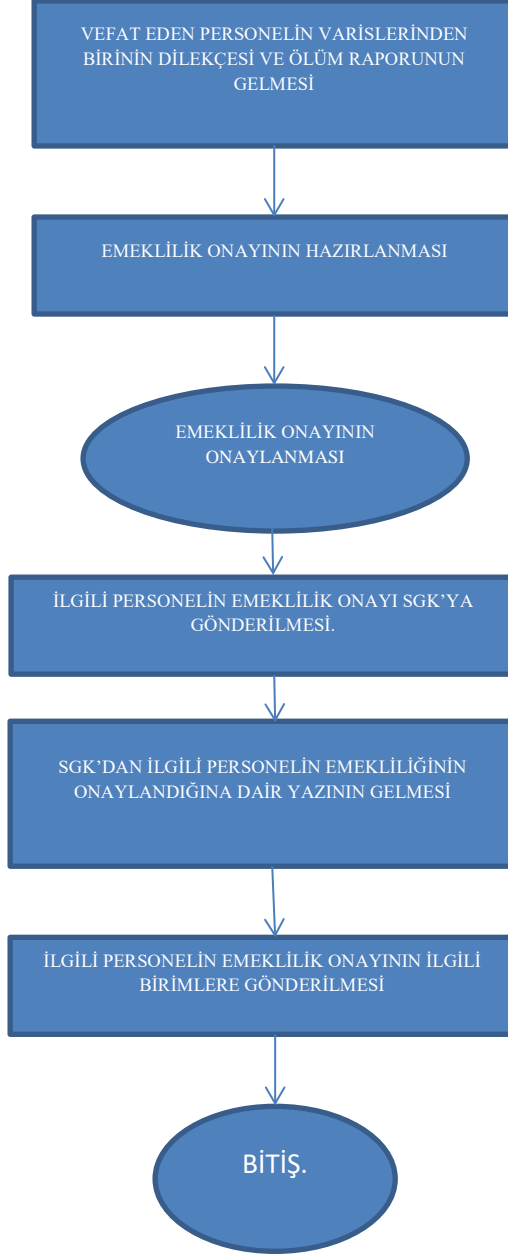 VEFAT EDEN PERSONELİN VARİSLERİNDEN
BİRİNİN DİLEKÇESİ VE ÖLÜM RAPORUNUN
GELMESİ
EMEKLİLİK ONAYININ HAZIRLANMASI
EMEKLİLİK ONAYININ
ONAYLANMASI
İLGİLİ PERSONELİN EMEKLİLİK ONAYI SGK’YA
GÖNDERİLMESİ.
SGK’DAN İLGİLİ PERSONELİN EMEKLİLİĞİNİN
ONAYLANDIĞINA DAİR YAZININ GELMESİ
İLGİLİ PERSONELİN EMEKLİLİK ONAYININ İLGİLİ
BİRİMLERE GÖNDERİLMESİ
BİTİŞ.